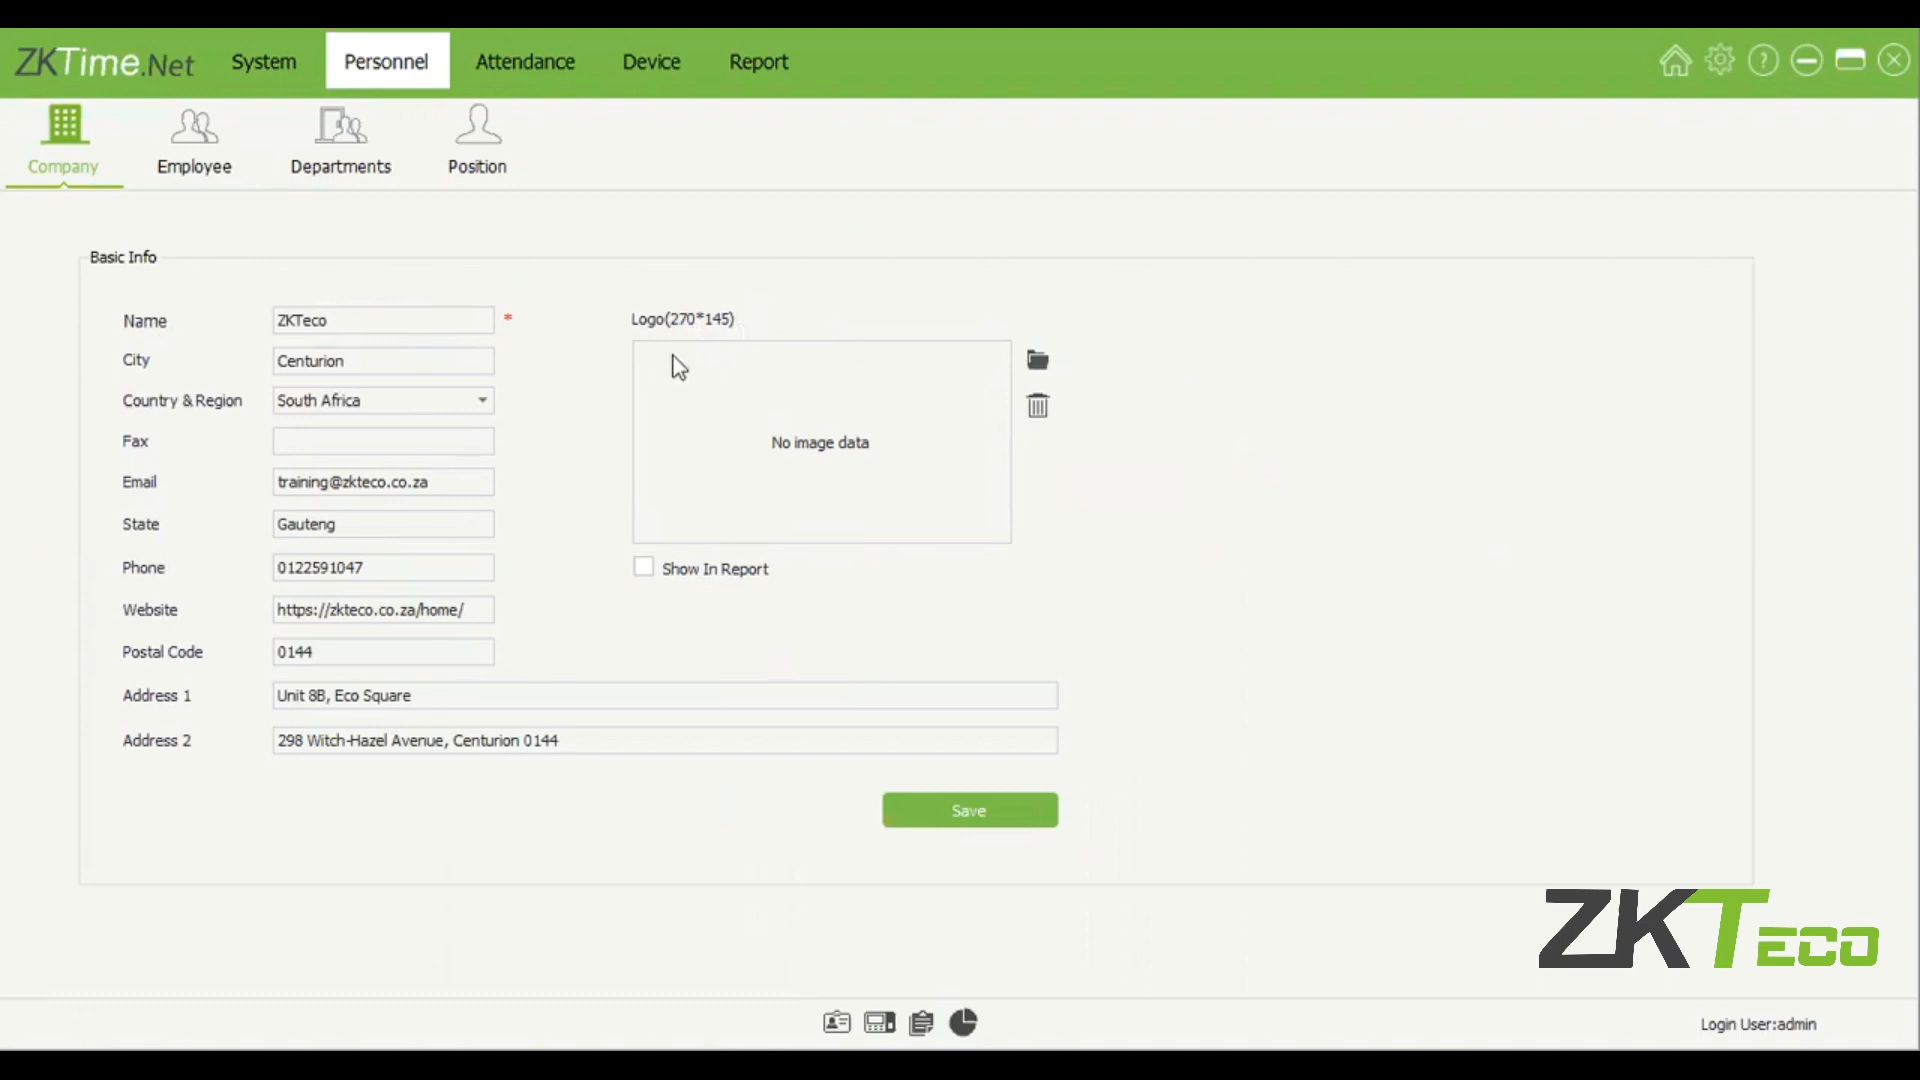 ZKTime.Net System Personnel Attendance Device Report
?
Company Employee Departments Position
Basic Info
Name ZKTeco * Logo(270*145)
City Centurion
Country & Region South Africa
No image data
Fax
Email training@zkteco.co.za
State Gauteng
Phone 0122591047 Show In Report
Website https://zkteco.co.za/home/
Postal Code 0144
Address 1 Unit 8B, Eco Square
Address 2 298 Witch-Hazel Avenue, Centurion 0144
Save
ZKTECO
Login User:admin